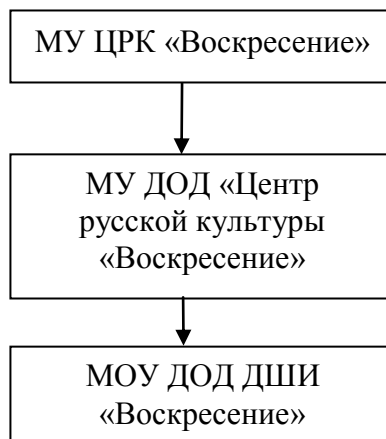 МУ ЦРК «Воскресение»
МУ ДОД «Центр
русской культуры
«Воскресение»
МОУ ДОД ДШИ
«Воскресение»